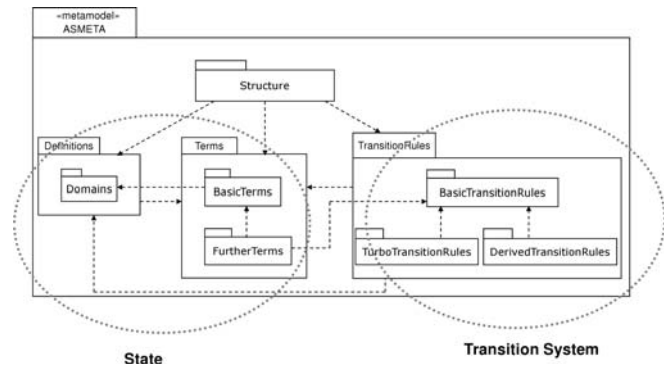 «metamodel»
ASMETA
Structure
Definitions
Terms
TransitionRules
Domains
BasicTerms
BasicTransitionRules
FurtherTerms
TurboTransitionRules
DerivedTransitionRules
State
Transition System